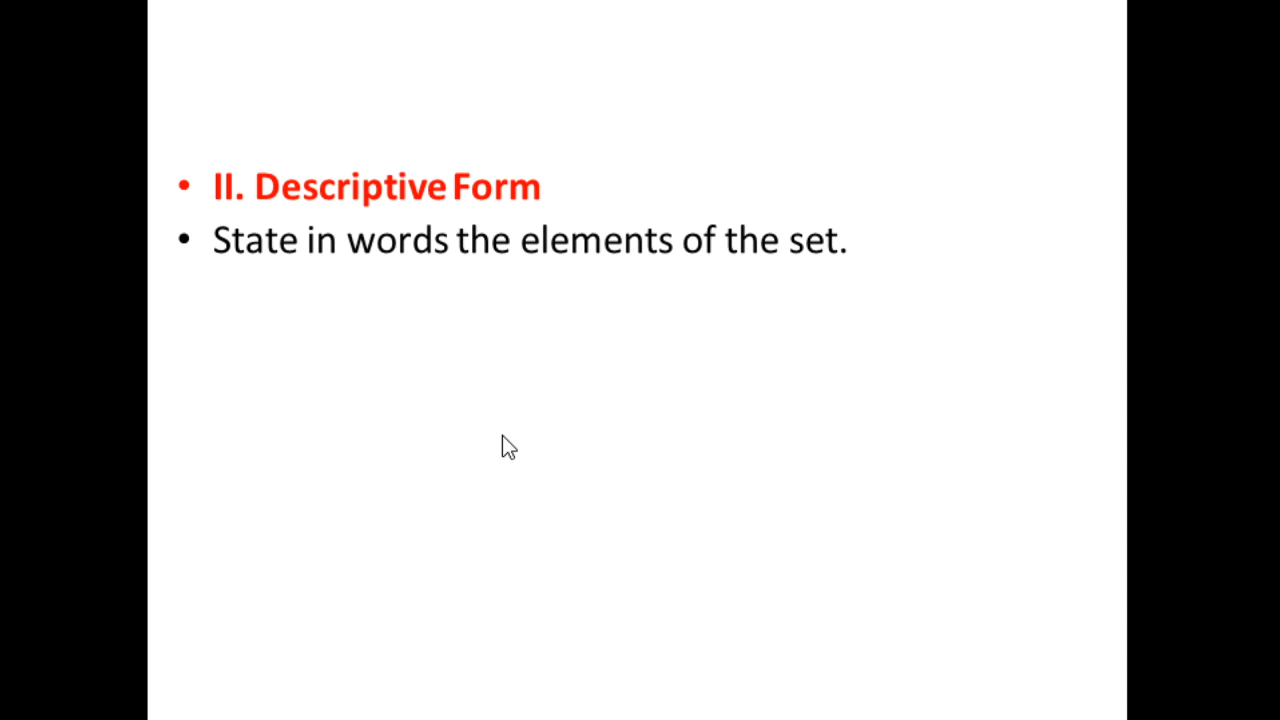 • II. Descriptive Form
• State in words the elements of the set.